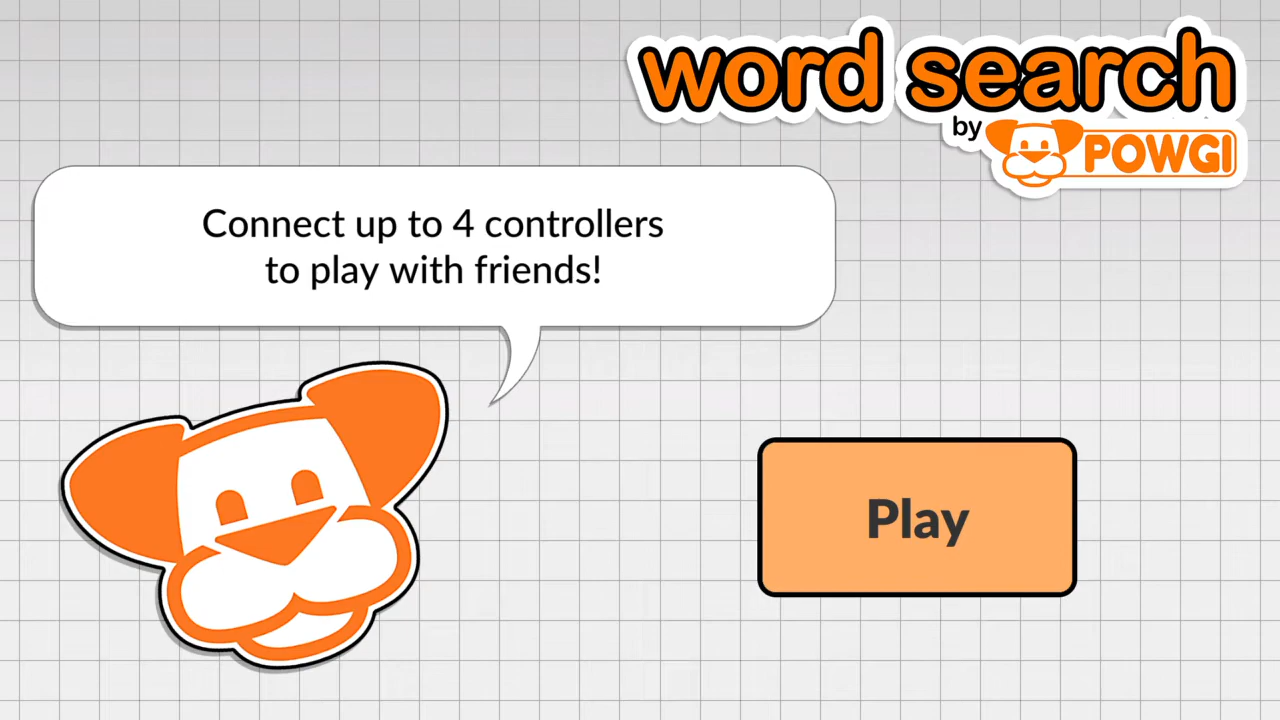 word search
by POWGI
Connect up to 4 controllers
to play with friends!
Play